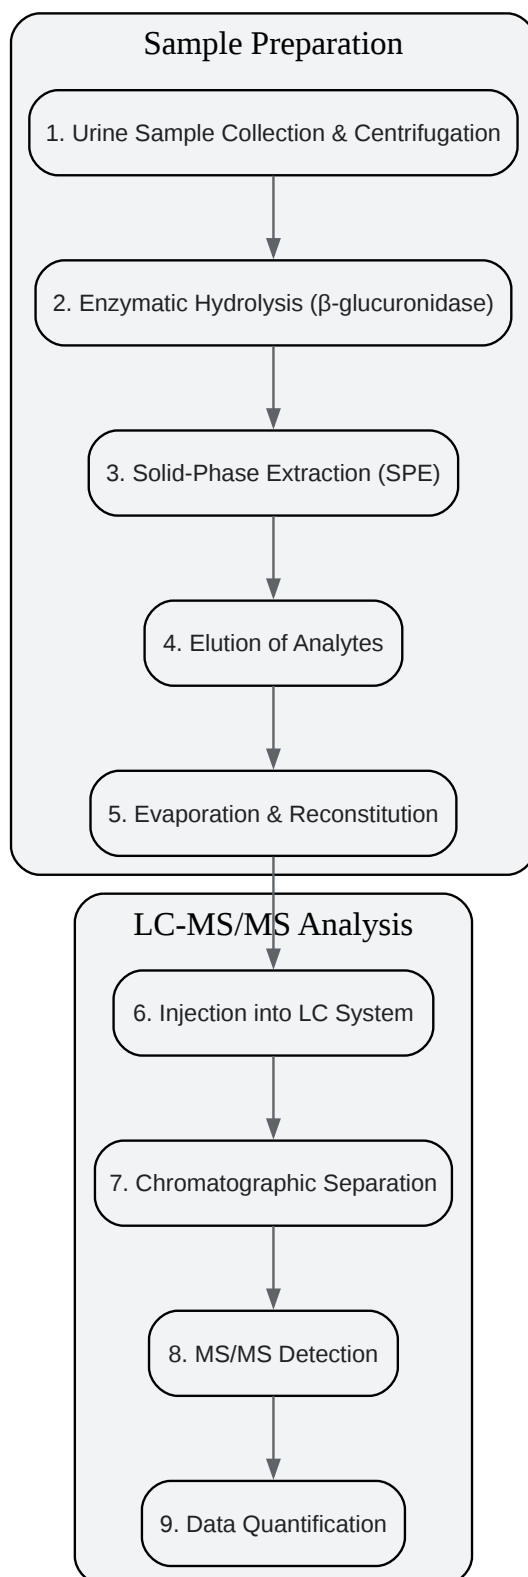 Sample Preparation
1. Urine Sample Collection & Centrifugation
2. Enzymatic Hydrolysis (β-glucuronidase)
3. Solid-Phase Extraction (SPE)
4. Elution of Analytes
5. Evaporation & Reconstitution
LC-MS/MS Analysis
6. Injection into LC System
7. Chromatographic Separation
8. MS/MS Detection
9. Data Quantification